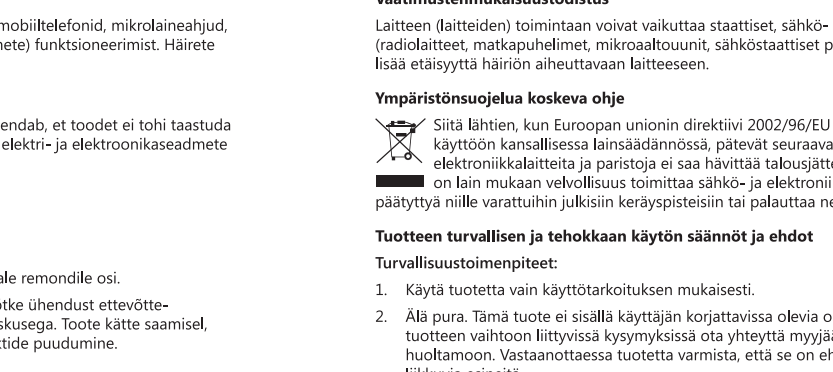 mobiiltelefonid, mikrolaineahjud,
funktsioneerimist. Häirete
et toodet ei tohi taastuda
elektri- ja elektroonikaseadmete
remondile osi.
ühendust ettevõtte-
Toote kätte saamisel,
puudumine.
Vaatimustenmukaisuustodistus
Laitteen (laitteiden) toimintaan voivat vaikuttaa staattiset, sähkö-
(radiolaitteet, matkapuhelimet, mikroaaltouunit, sähköstaattiset
lisää etäisyyttä häiriön aiheuttavaan laitteeseen.
Ympäristönsuojelua koskeva ohje
Siitä lähtien, kun Euroopan unionin direktiivi 2002/96/EU
käyttöön kansallisessa lainsäädännössä, pätevät seuraava
elektroniikkalaitteita ja paristoja ei saa hävittää talousjätte
on lain mukaan velvollisuus toimittaa sähkö- ja elektronii
päätyttyä niille varattuihin julkisiin keräyspisteisiin tai palauttaa ne
Tuotteen turvallisen ja tehokkaan käytön säännöt ja ehdot
Turvallisuustoimenpiteet:
1. Käytä tuotetta vain käyttötarkoituksen mukaisesti.
2. Älä pura. Tämä tuote ei sisällä käyttäjän korjattavissa olevia
tuotteen vaihtoon liittyvissä kysymyksissä ota yhteyttä myyjää
huoltamoon. Vastaanottaessa tuotetta varmista, että se on eh